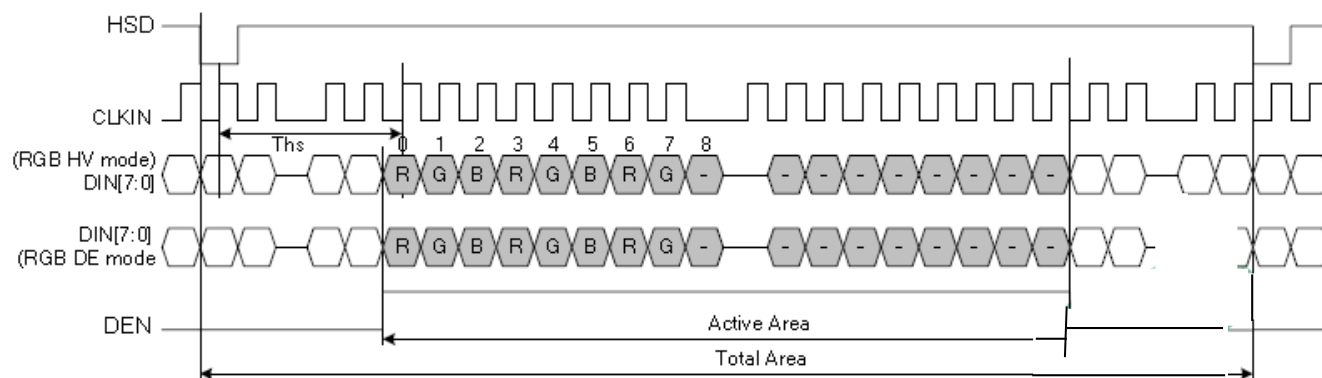 HSD
CLKIN
Ths
0 1 2 3 4 5 6 7 8
(RGB HV mode)
DIN[7:0]
R G B R G B R G - - - - - - - - -
DIN[7:0]
(RGB DE mode
R G B R G B R G - - - - - - - - -
DEN
Active Area
Total Area